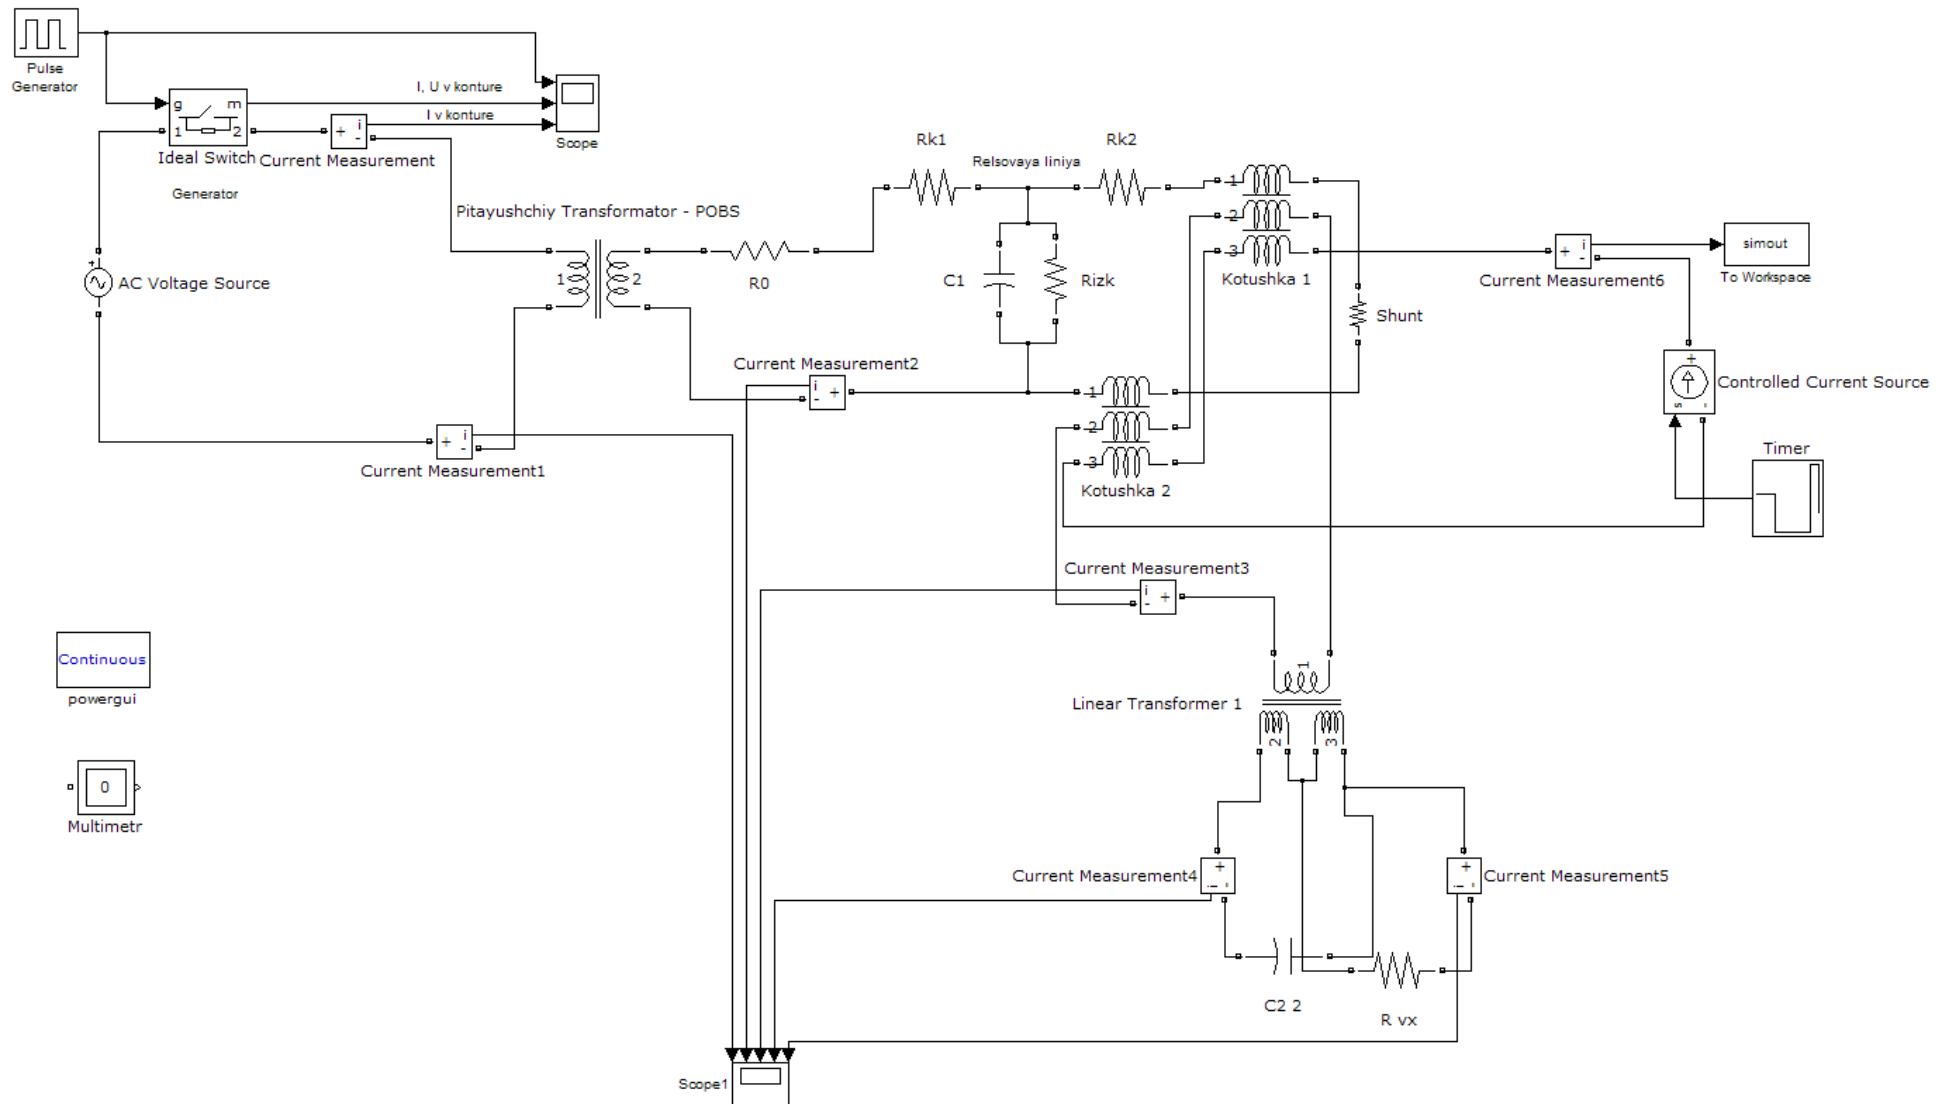 Pulse
Generator
g
m
1
2
Ideal Switch
Generator
i
+
-
Current Measurement
I, U v konture
I v konture
Scope
+
AC Voltage Source
Pitayushchiy Transformator - POBS
1
2
R0
Rk1
Relsovaya liniya
Rk2
C1
Rizk
1
2
3
Kotushka 1
Shunt
+
i
-
Current Measurement6
simout
To Workspace
+
s
-
Controlled Current Source
Timer
Current Measurement2
i
-
+
+
i
-
Current Measurement1
1
2
3
Kotushka 2
Current Measurement3
i
-
+
Continuous
powergui
0
Multimetr
1
Linear Transformer 1
2
3
Current Measurement4
+
i
-
+
i
-
Current Measurement5
C2 2
R vx
Scope1